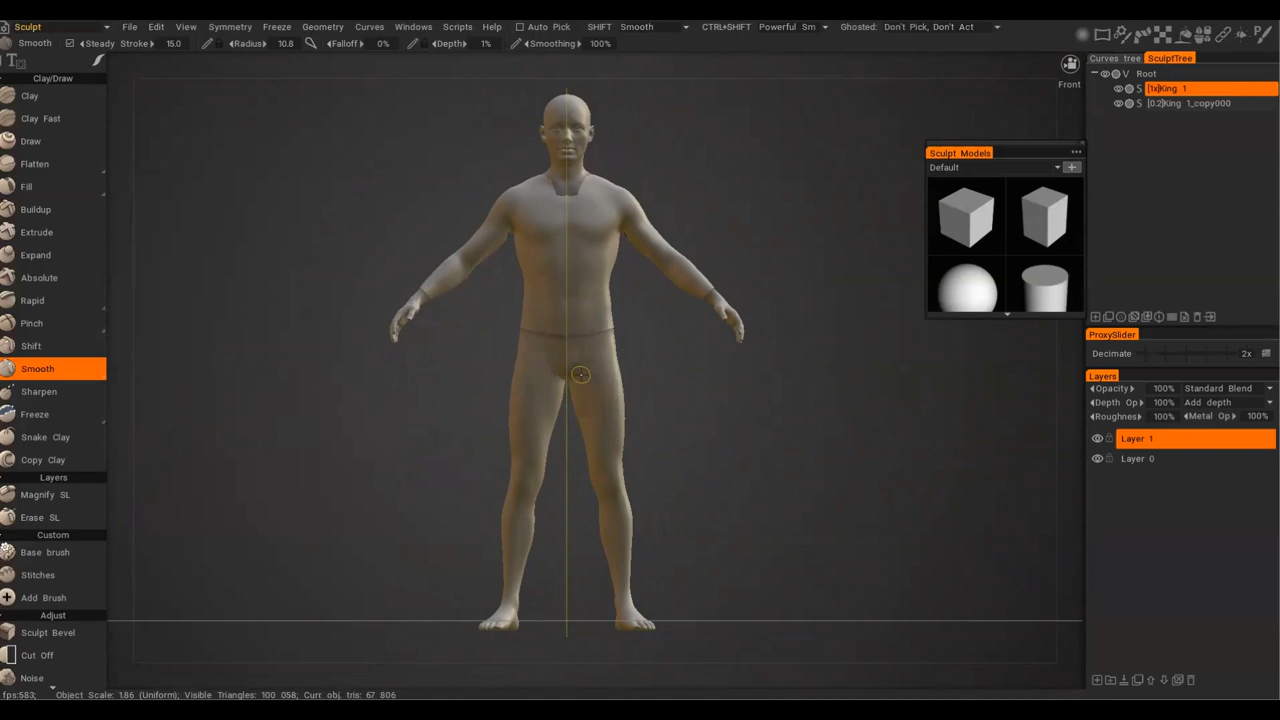 Sculpt File Edit View Symmetry Freeze Geometry Curves Windows Scripts Help Auto Pick SHIFT Smooth CTRL+SHIFT Powerful Sm Ghosted: Don't Pick, Don't Act
Smooth Steady Stroke 15.0 Radius 10.8 Falloff 0% Depth 1% Smoothing 100%
T
Clay/Draw
Clay
Clay Fast
Draw
Flatten
Fill
Buildup
Extrude
Expand
Absolute
Rapid
Pinch
Shift
Smooth
Sharpen
Freeze
Snake Clay
Copy Clay
Layers
Magnify SL
Erase SL
Custom
Base brush
Stitches
Add Brush
Adjust
Sculpt Bevel
Cut Off
Noise
Front
Sculpt Models
Default
Curves tree SculptTree
V Root
S [1x]King 1
S [0.2]King 1_copy000
ProxySlider
Decimate 2x
Layers
Opacity 100% Standard Blend
Depth Op 100% Add depth
Roughness 100% Metal Op 100%
Layer 1
Layer 0
fps:583; Object Scale: 1.86 (Uniform); Visible Triangles: 100 058; Curr. obj. tris: 67 806